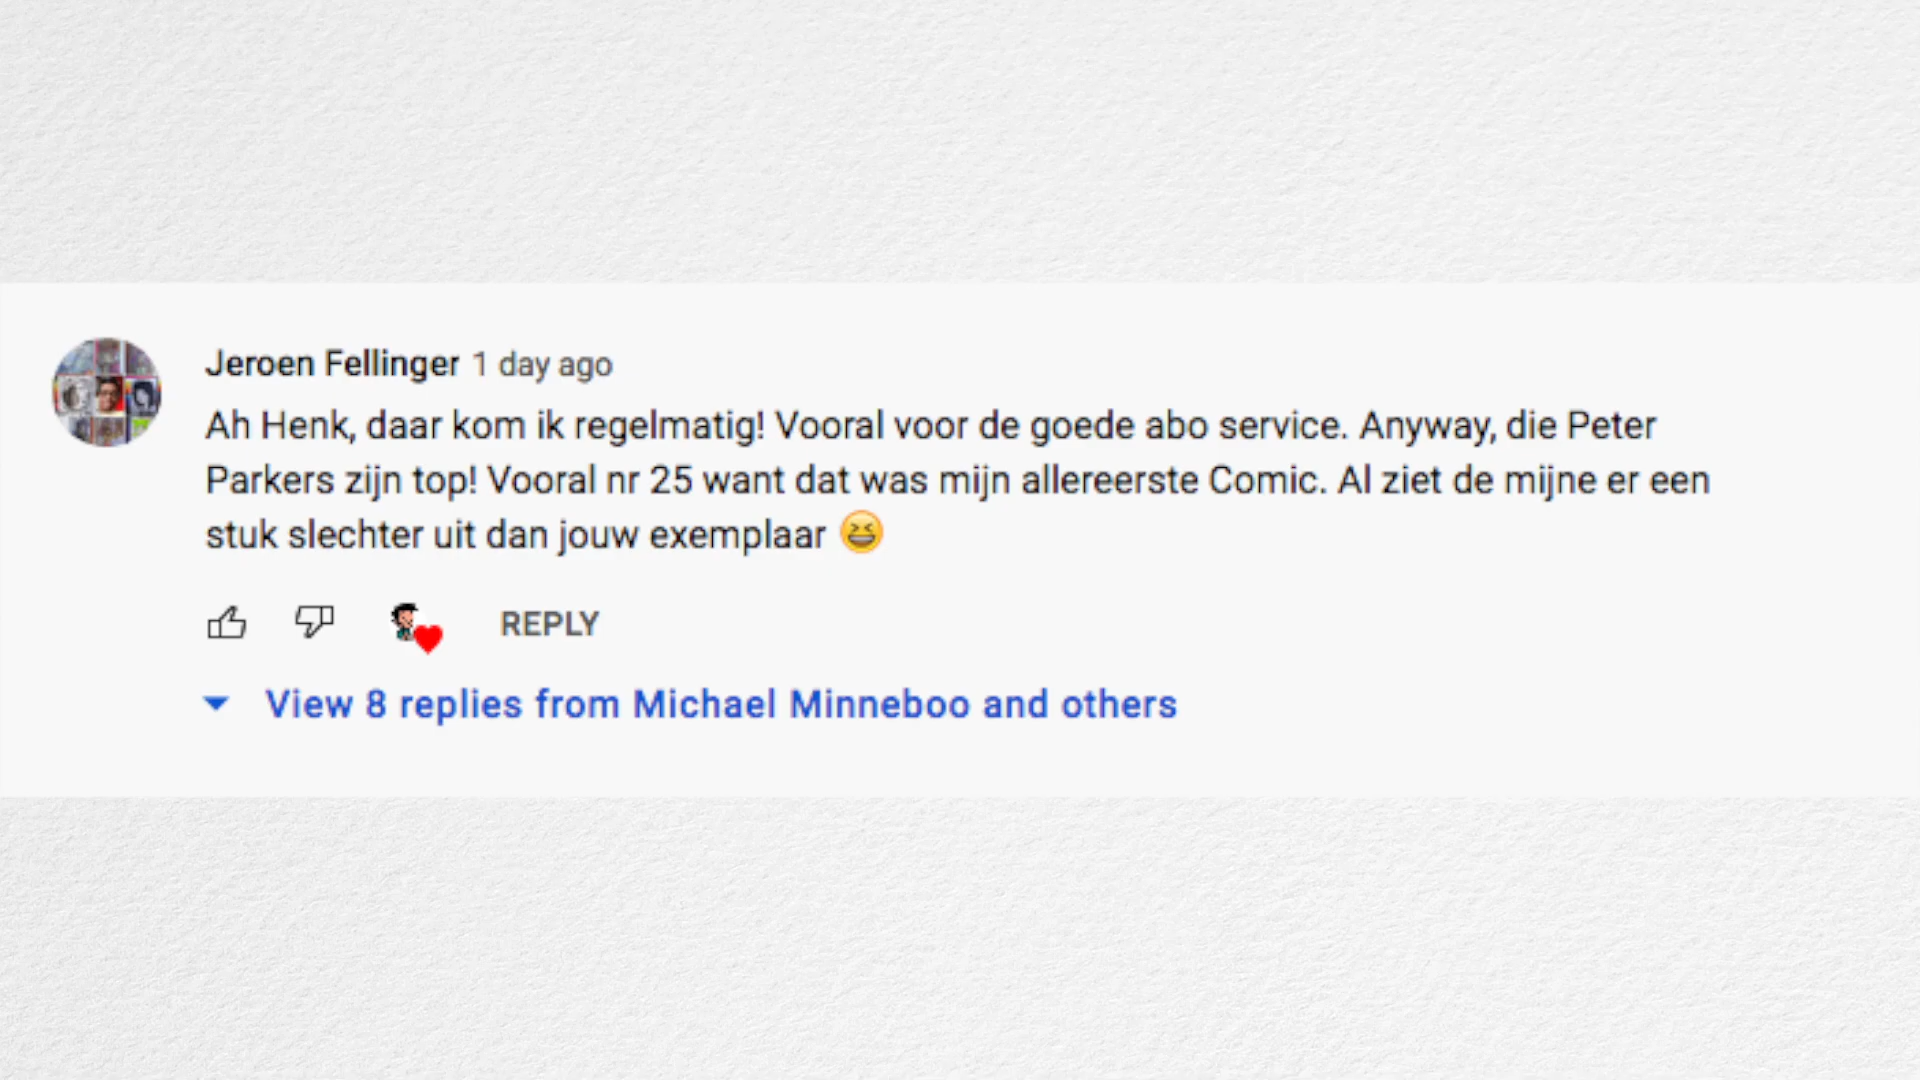 Jeroen Fellinger 1 day ago
Ah Henk, daar kom ik regelmatig! Vooral voor de goede abo service. Anyway, die Peter
Parkers zijn top! Vooral nr 25 want dat was mijn allereerste Comic. Al ziet de mijne er een
stuk slechter uit dan jouw exemplaar 😆
REPLY
View 8 replies from Michael Minneboo and others